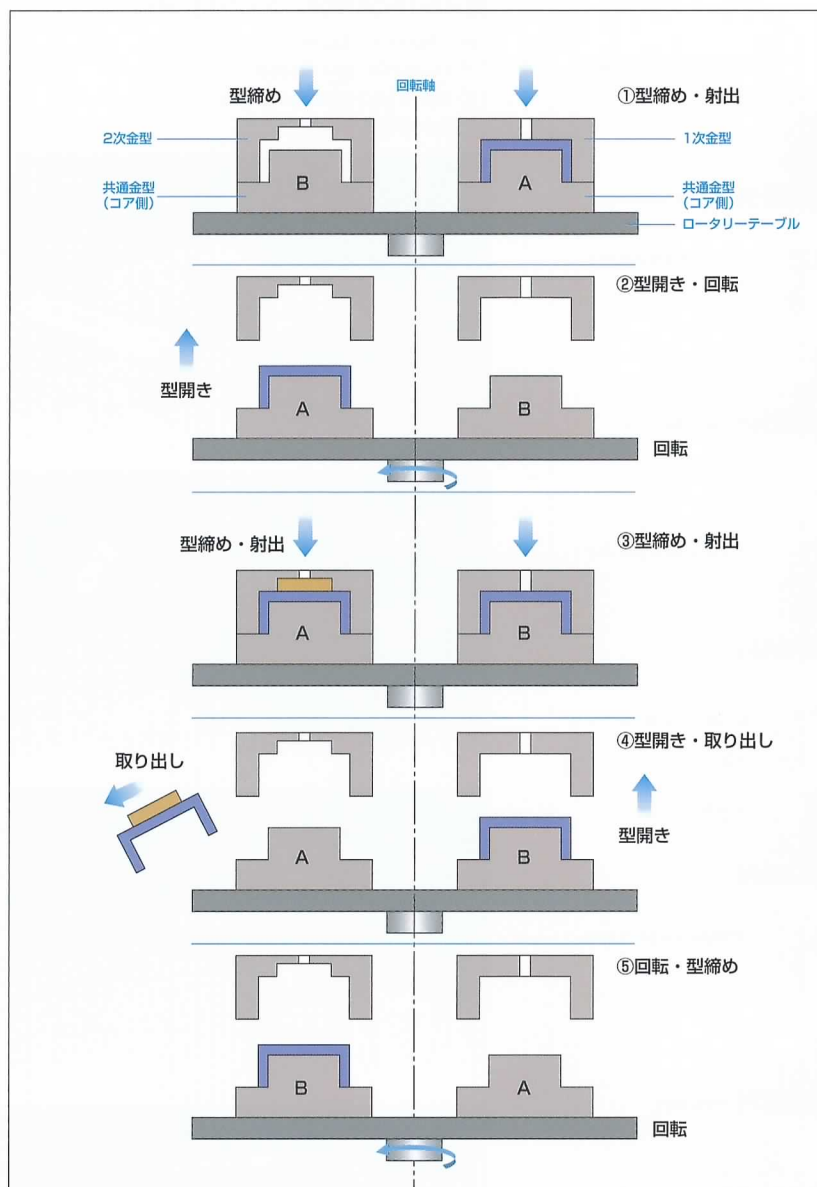 型締め
回転軸
①型締め・射出
2次金型
1次金型
B
A
共通金型
(コア側)
共通金型
(コア側)
ロータリーテーブル
②型開き・回転
型開き
A
B
回転
型締め・射出
③型締め・射出
A
B
④型開き・取り出し
取り出し
型開き
A
B
⑤回転・型締め
B
A
回転